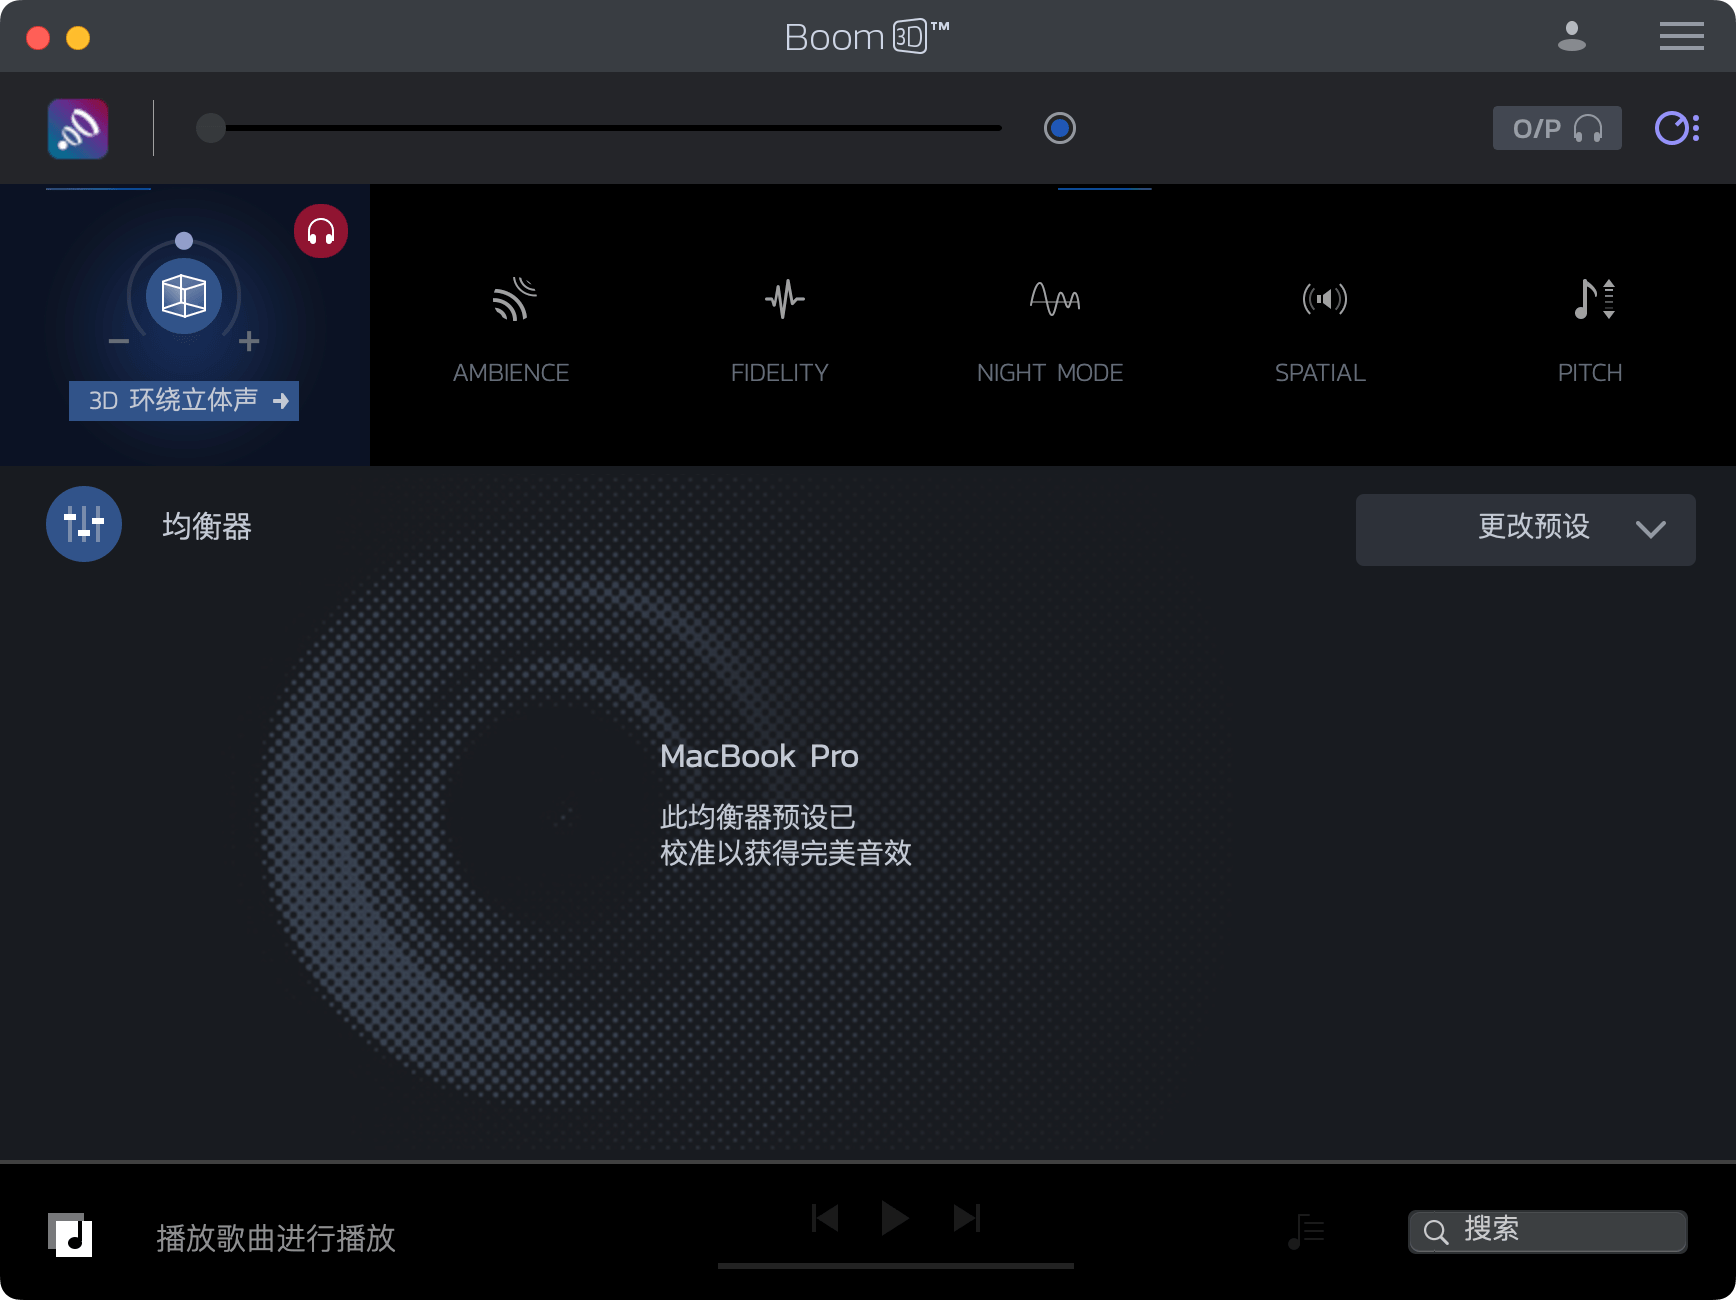 Boom 3D™
O/P
3D 环绕立体声
AMBIENCE
FIDELITY
NIGHT MODE
SPATIAL
PITCH
均衡器
更改预设
MacBook Pro
此均衡器预设已
校准以获得完美音效
播放歌曲进行播放
搜索